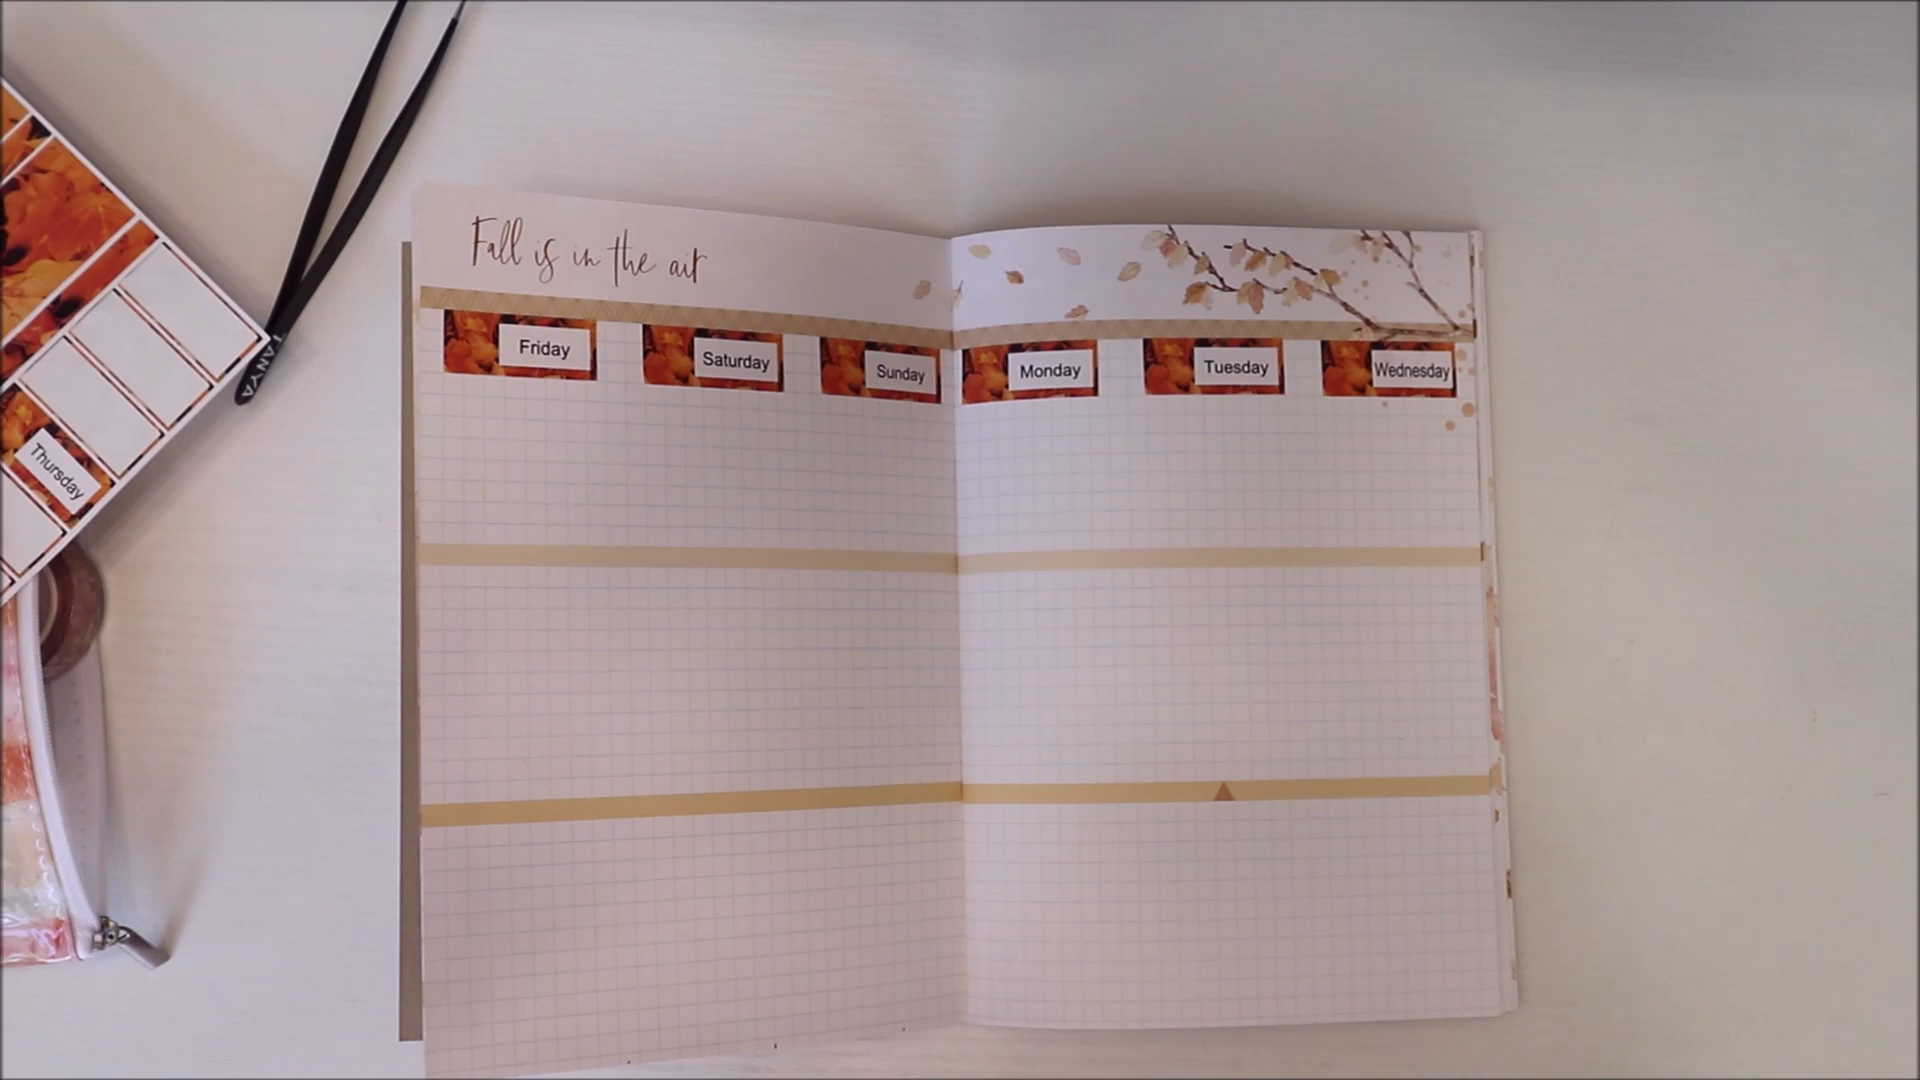 Fall is in the air
Friday
Saturday
Sunday
Monday
Tuesday
Wednesday
Thursday
TANYA